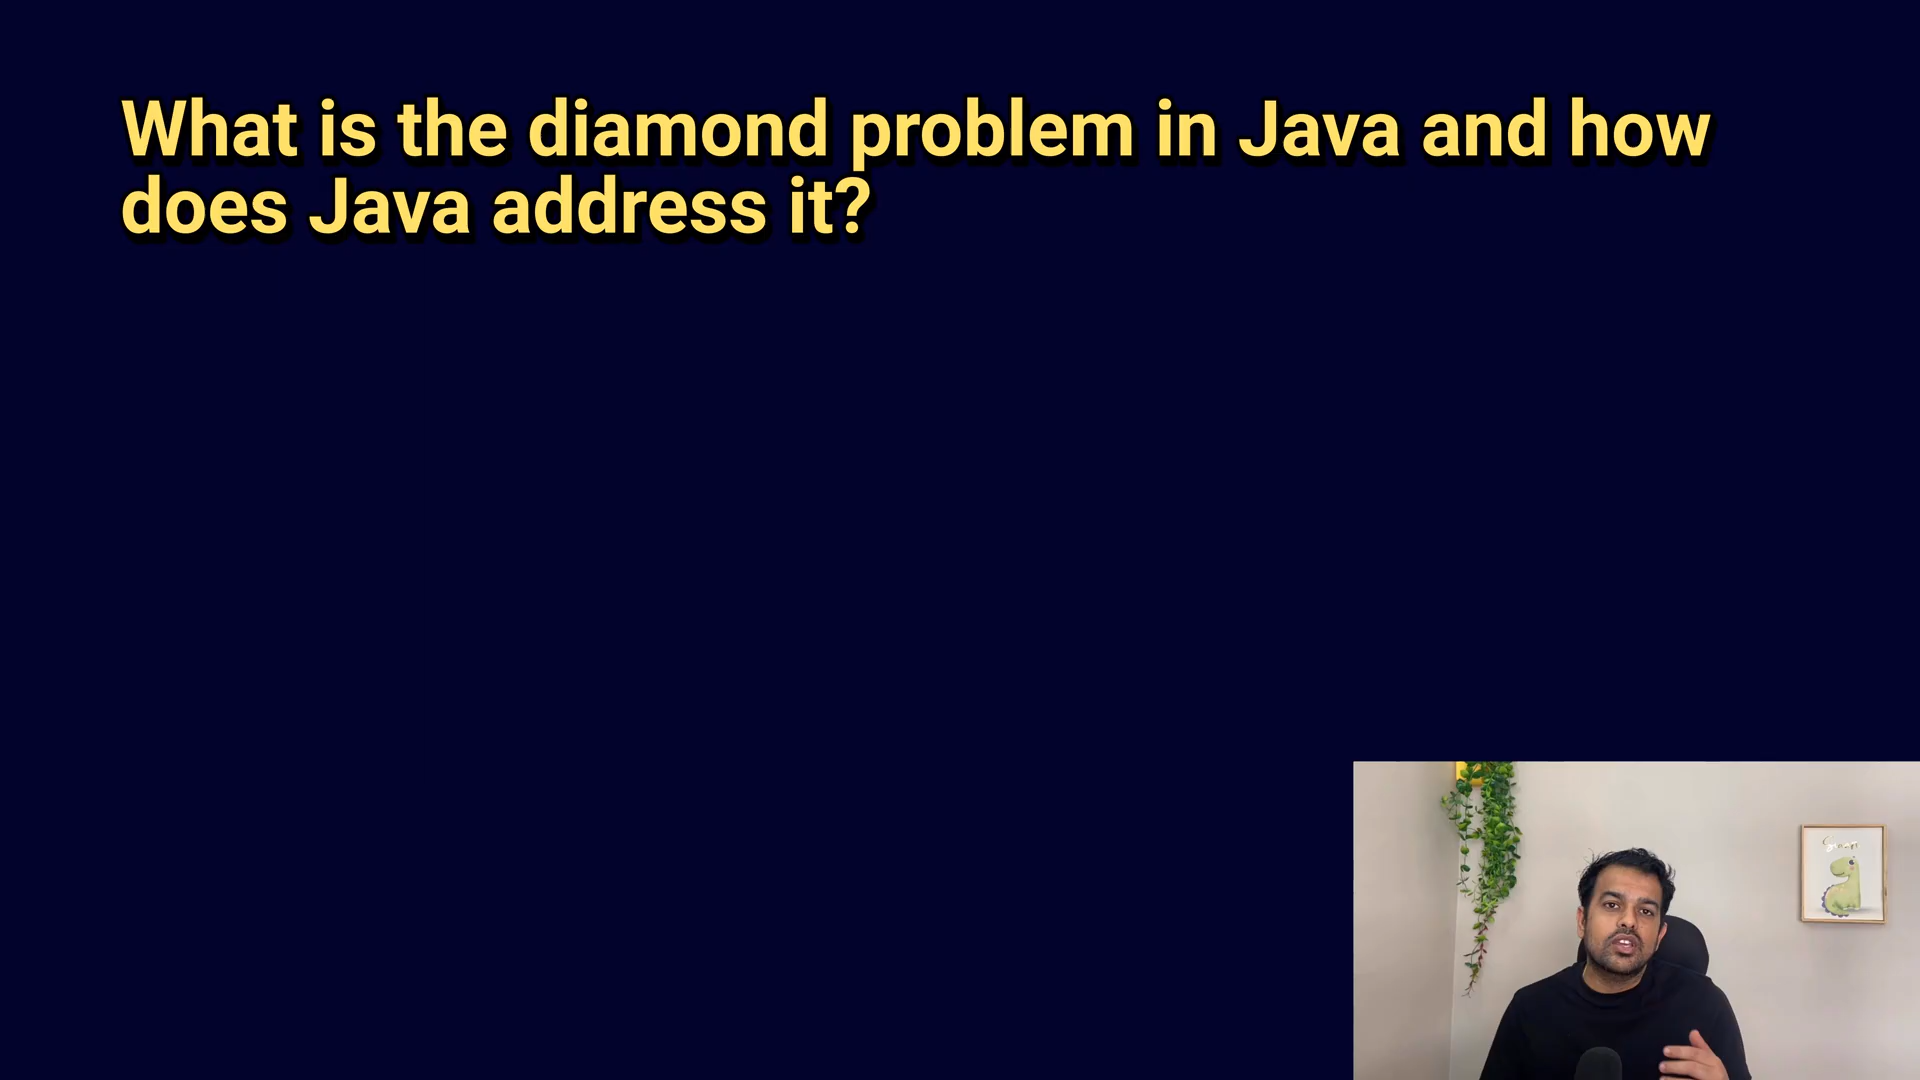 What is the diamond problem in Java and how
does Java address it?